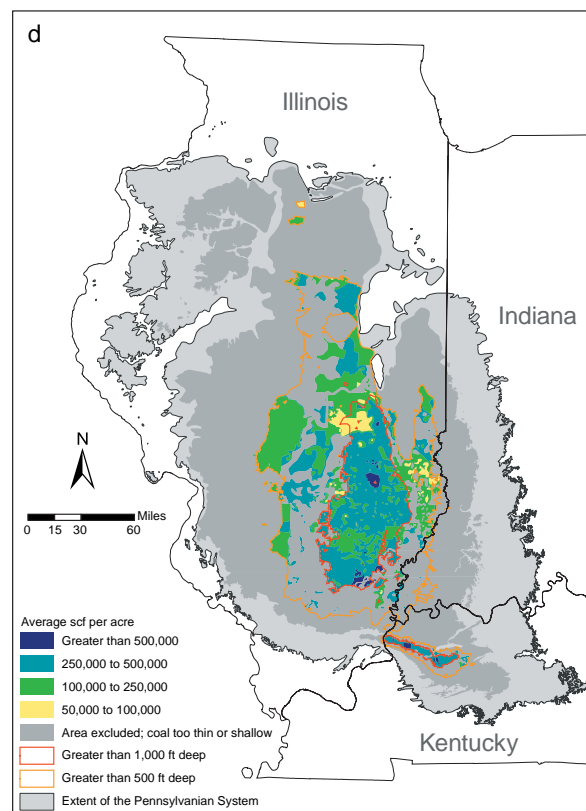 d
Illinois
Indiana
N
Miles
0 15 30 60
Average scf per acre
Greater than 500,000
250,000 to 500,000
100,000 to 250,000
50,000 to 100,000
Area excluded; coal too thin or shallow
Greater than 1,000 ft deep
Greater than 500 ft deep
Extent of the Pennsylvanian System
Kentucky